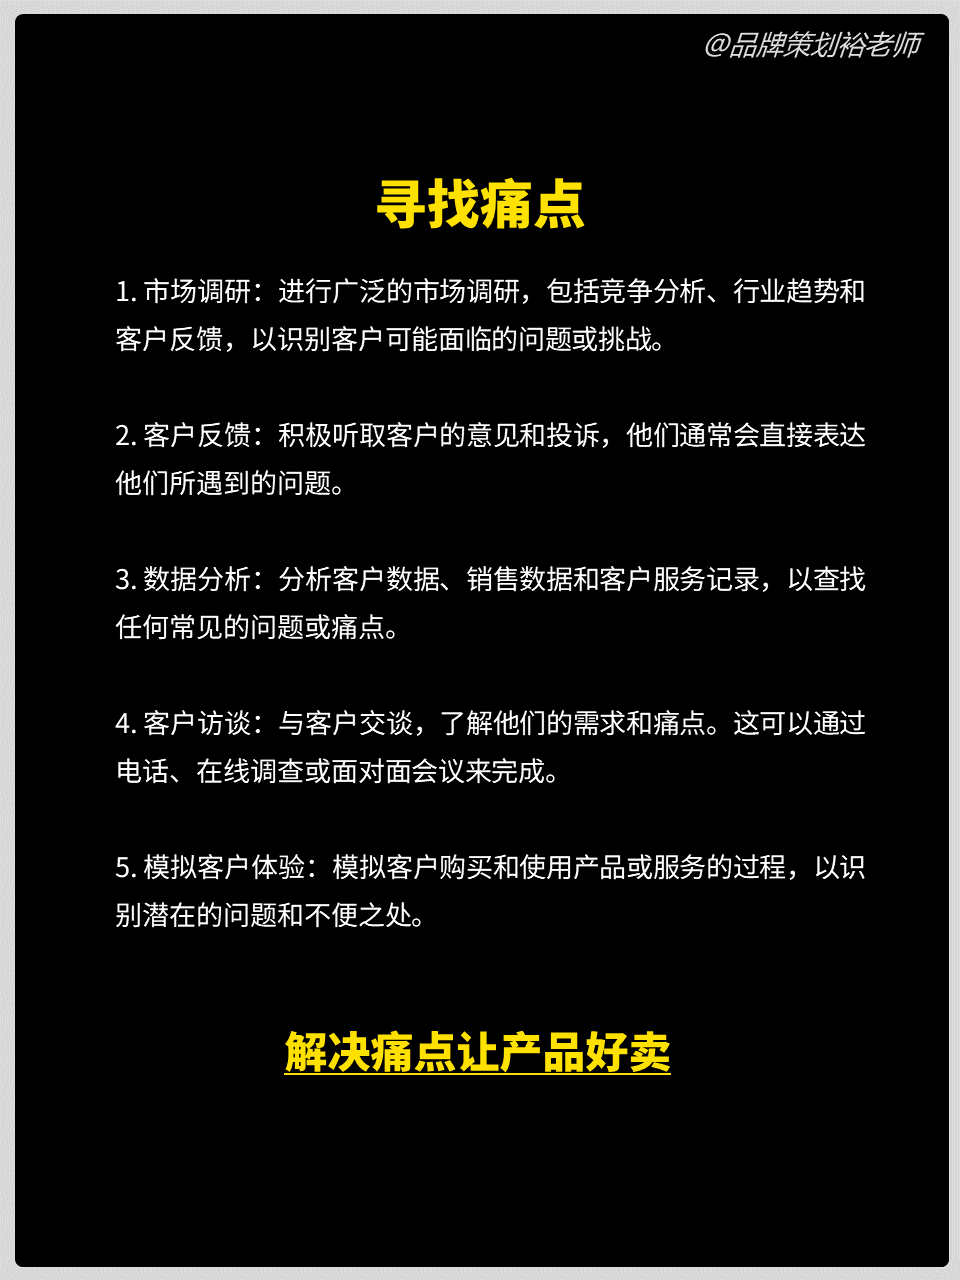 @品牌策划裕老师
寻找痛点
1. 市场调研：进行广泛的市场调研，包括竞争分析、行业趋势和
客户反馈，以识别客户可能面临的问题或挑战。
2. 客户反馈：积极听取客户的意见和投诉，他们通常会直接表达
他们所遇到的问题。
3. 数据分析：分析客户数据、销售数据和客户服务记录，以查找
任何常见的问题或痛点。
4. 客户访谈：与客户交谈，了解他们的需求和痛点。这可以通过
电话、在线调查或面对面会议来完成。
5. 模拟客户体验：模拟客户购买和使用产品或服务的过程，以识
别潜在的问题和不便之处。
解决痛点让产品好卖